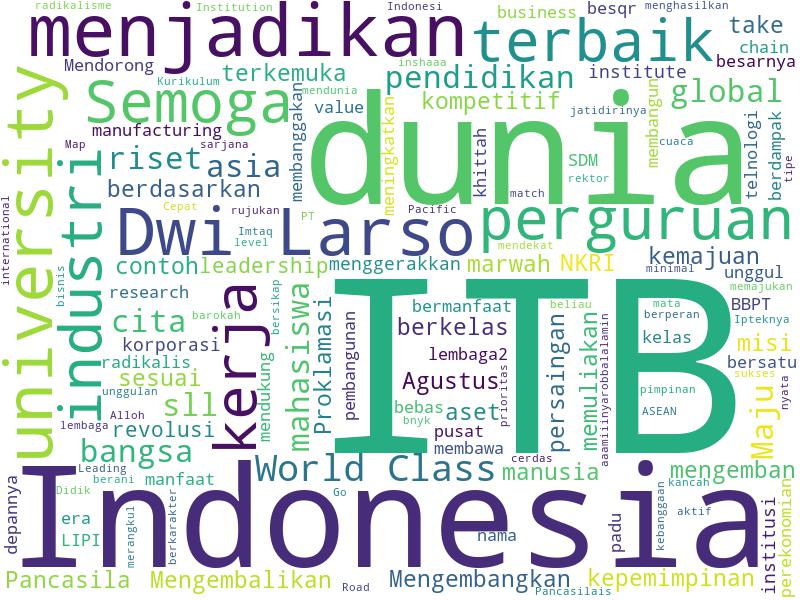 radikalisme Institution Indonesi business besqr menghasilkan
menjadikan terbaik take
Mendorong terkemuka inshaaa pendidikan institute chain besarnya
Kurikulum mendunia
Semoga value kompetitif global
manufacturing jatidirinya
university membanggakan meningkatkan dunia membangun telnologi berdampak
Map sarjana khittah cuaca tipe
industri riset asia SDM
berdasarkan rektor
match
international Cepat rujukan PT Pacific
Dwi Larso perguruan
Imtaq level mendekat
contoh leadership menggerakkan marwah NKRI kemajuan
minimal unggul
bisnis research kerja bersikap memajukan
cita barokah mahasiswa Proklamasi ITB bermanfaat beliau mata BBPT
berperan Ipteknya
korporasi pembangunan berkelas persaingan memuliakan kelas misi
radikalis lembaga2 bersatu
sesuai mendukung Agustus prioritas aaamiiinyarobbalalamin pimpinan sukses
unggulan
sll bebas aset ASEAN Maju nyata
Alloh bnyk
lembaga revolusi pusat
bangsa membawa
World Class cerdas manusia mengemban
Leading
depannya berani manfaat Indonesia kancah institusi perekonomian
Didik Go
era merangkul berkarakter aktif
LIPI nama padu kebanggaan
Pancasila Mengembalikan Road Mengembangkan kepemimpinan
Pancasilais